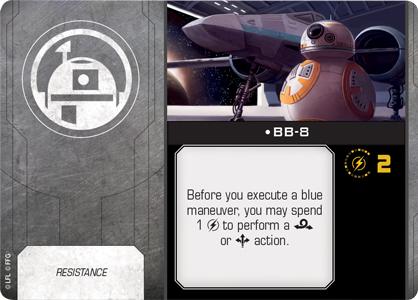 • BB-8
2
Before you execute a blue
maneuver, you may spend
1 to perform a
or action.
RESISTANCE
© LFL © FFG